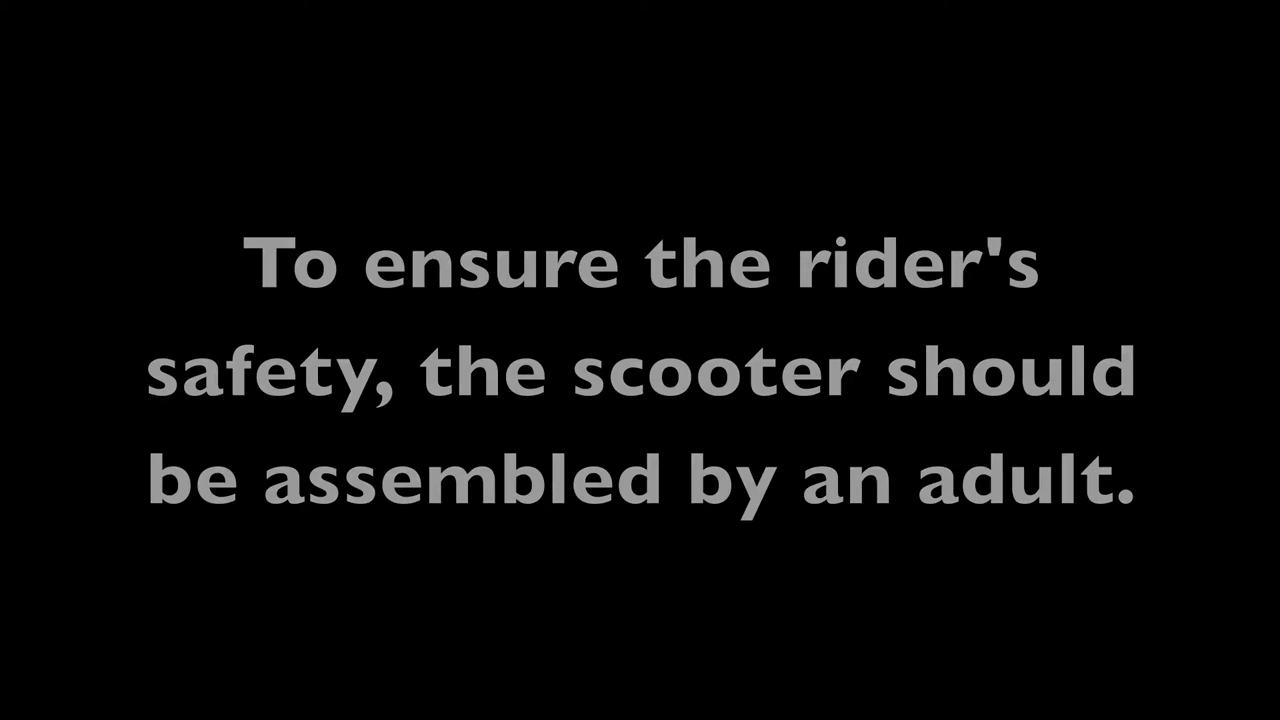 To ensure the rider's
safety, the scooter should
be assembled by an adult.